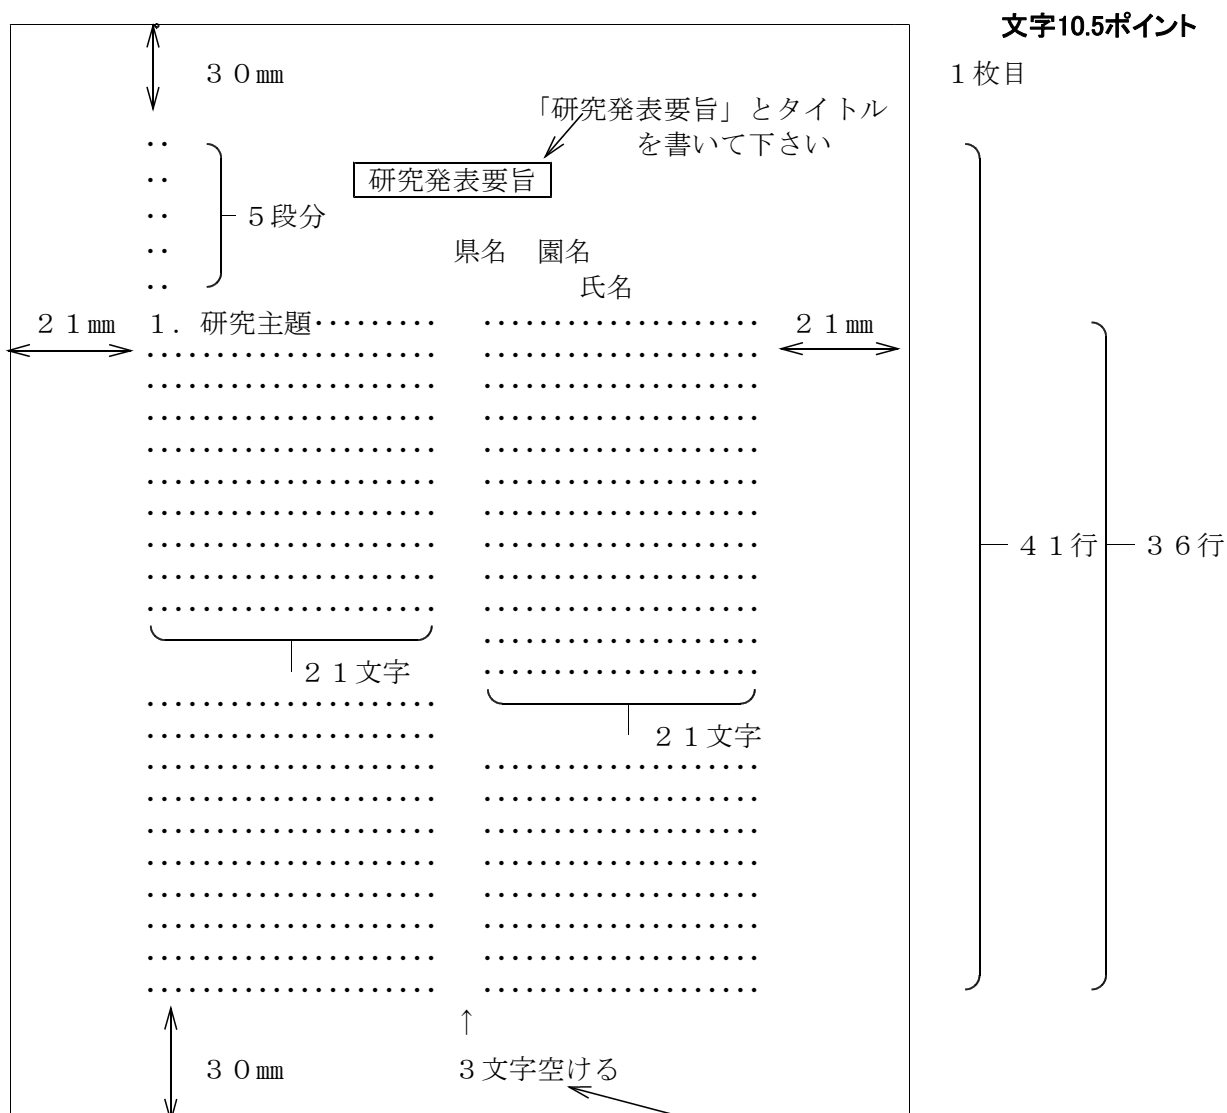 文字10.5ポイント
３０㎜
１枚目
「研究発表要旨」とタイトル
を書いて下さい
研究発表要旨
５段分
県名　園名
氏名
２１㎜
１．研究主題
２１㎜
４１行
３６行
２１文字
２１文字
↑
３０㎜
３文字空ける